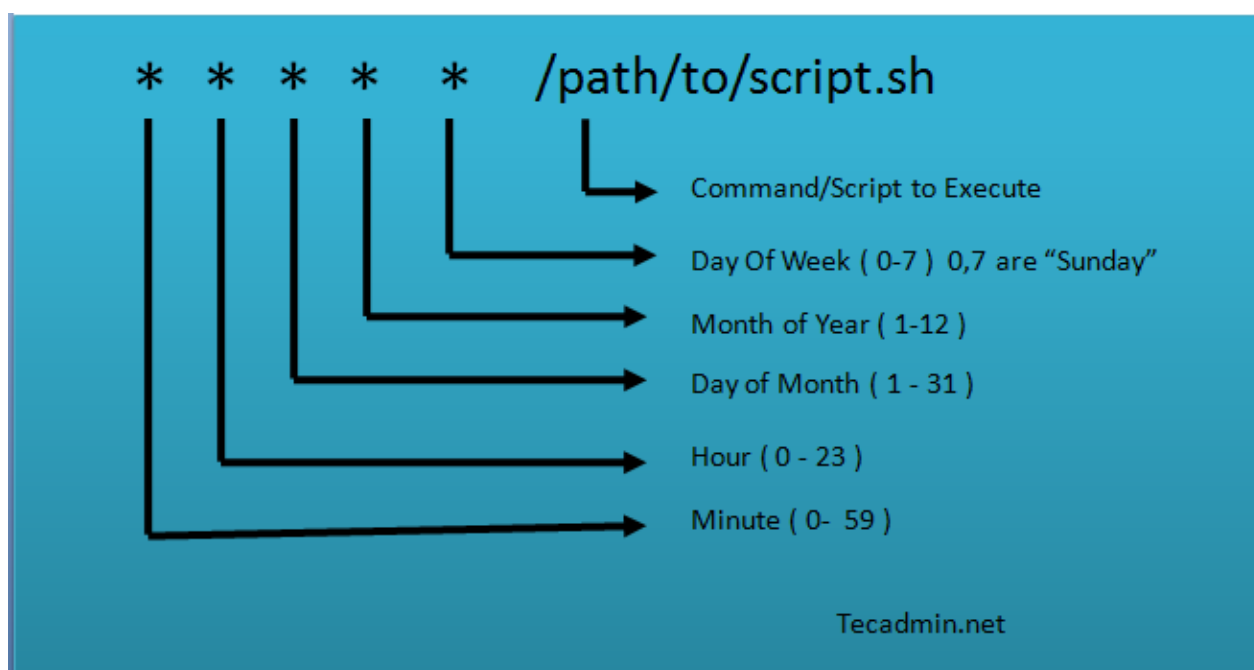 * * * * * /path/to/script.sh
Command/Script to Execute
Day Of Week ( 0-7 ) 0,7 are “Sunday”
Month of Year ( 1-12 )
Day of Month ( 1 - 31 )
Hour ( 0 - 23 )
Minute ( 0- 59 )
Tecadmin.net